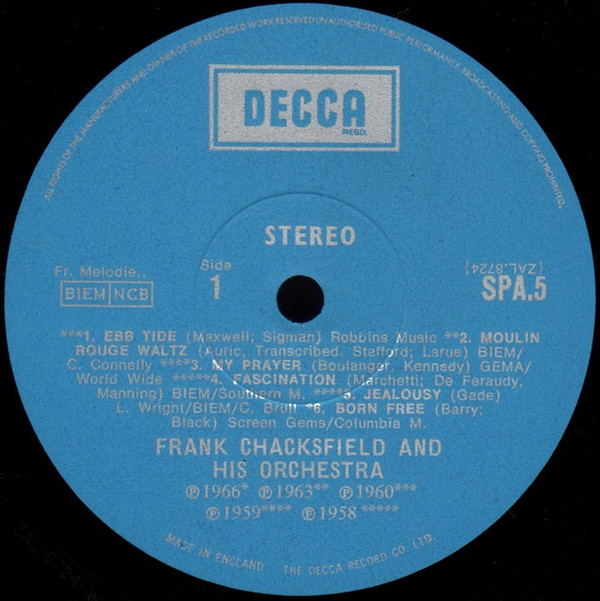 ALL RIGHTS OF THE MANUFACTURERS AND OWNER OF THE RECORDED WORK RESERVED UNAUTHORISED PUBLIC PERFORMANCE, BROADCASTING AND COPYING PROHIBITED.
DECCA
REGD.
STEREO
Fr. Melodie., Side
BIEM NCB 1
{ZAL.8724}
SPA.5
***1. EBB TIDE (Maxwell; Sigman) Robbins Music **2. MOULIN
ROUGE WALTZ (Auric, Transcribed. Stafford; Larue) BIEM/
C. Connelly ****3. MY PRAYER (Boulanger, Kennedy) GEMA/
World Wide *****4. FASCINATION (Marchetti; De Feraudy,
Manning) BIEM/Southern M. ****5. JEALOUSY (Gade)
L. Wright/BIEM/C. Brull *6. BORN FREE (Barry;
Black) Screen Gems/Columbia M.
FRANK CHACKSFIELD AND
HIS ORCHESTRA
℗1966* ℗1963** ℗1960***
℗1959**** ℗1958*****
MADE IN ENGLAND THE DECCA RECORD CO. LTD.